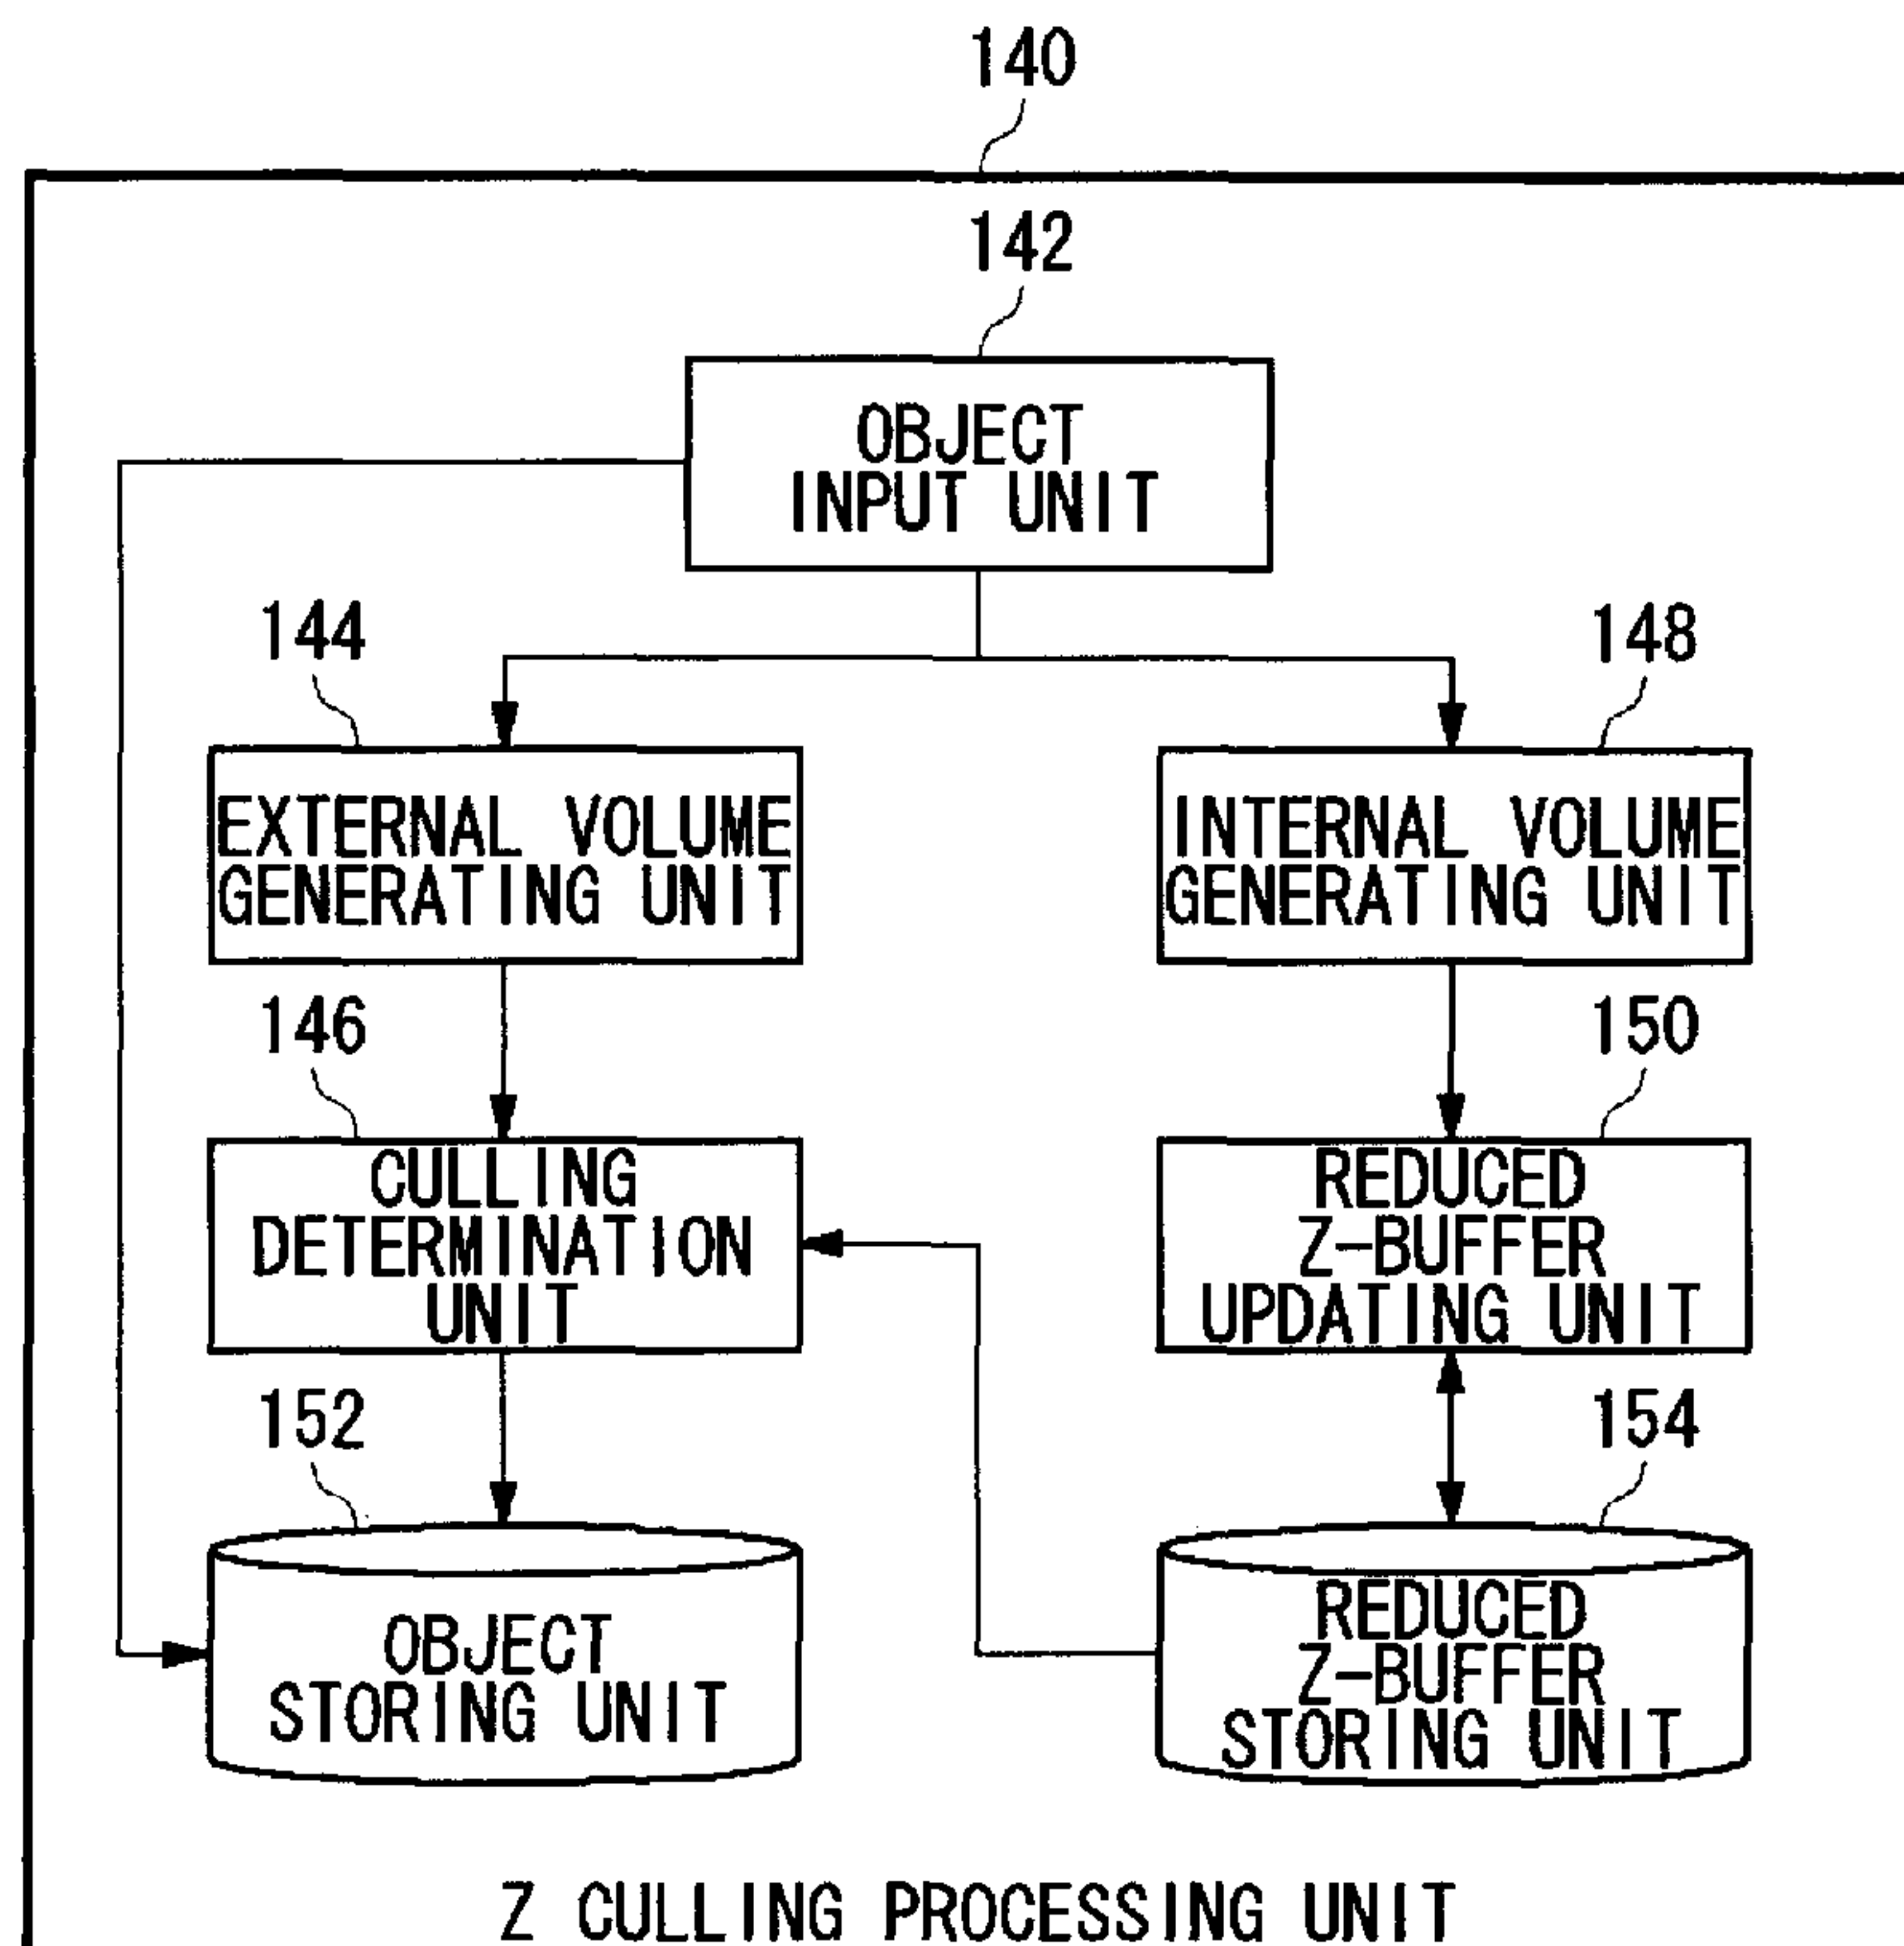 140
142
OBJECT
INPUT UNIT
144
148
EXTERNAL VOLUME
GENERATING UNIT
INTERNAL VOLUME
GENERATING UNIT
146
150
CULLING
DETERMINATION
UNIT
REDUCED
Z-BUFFER
UPDATING UNIT
152
154
OBJECT
STORING UNIT
REDUCED
Z-BUFFER
STORING UNIT
Z CULLING PROCESSING UNIT